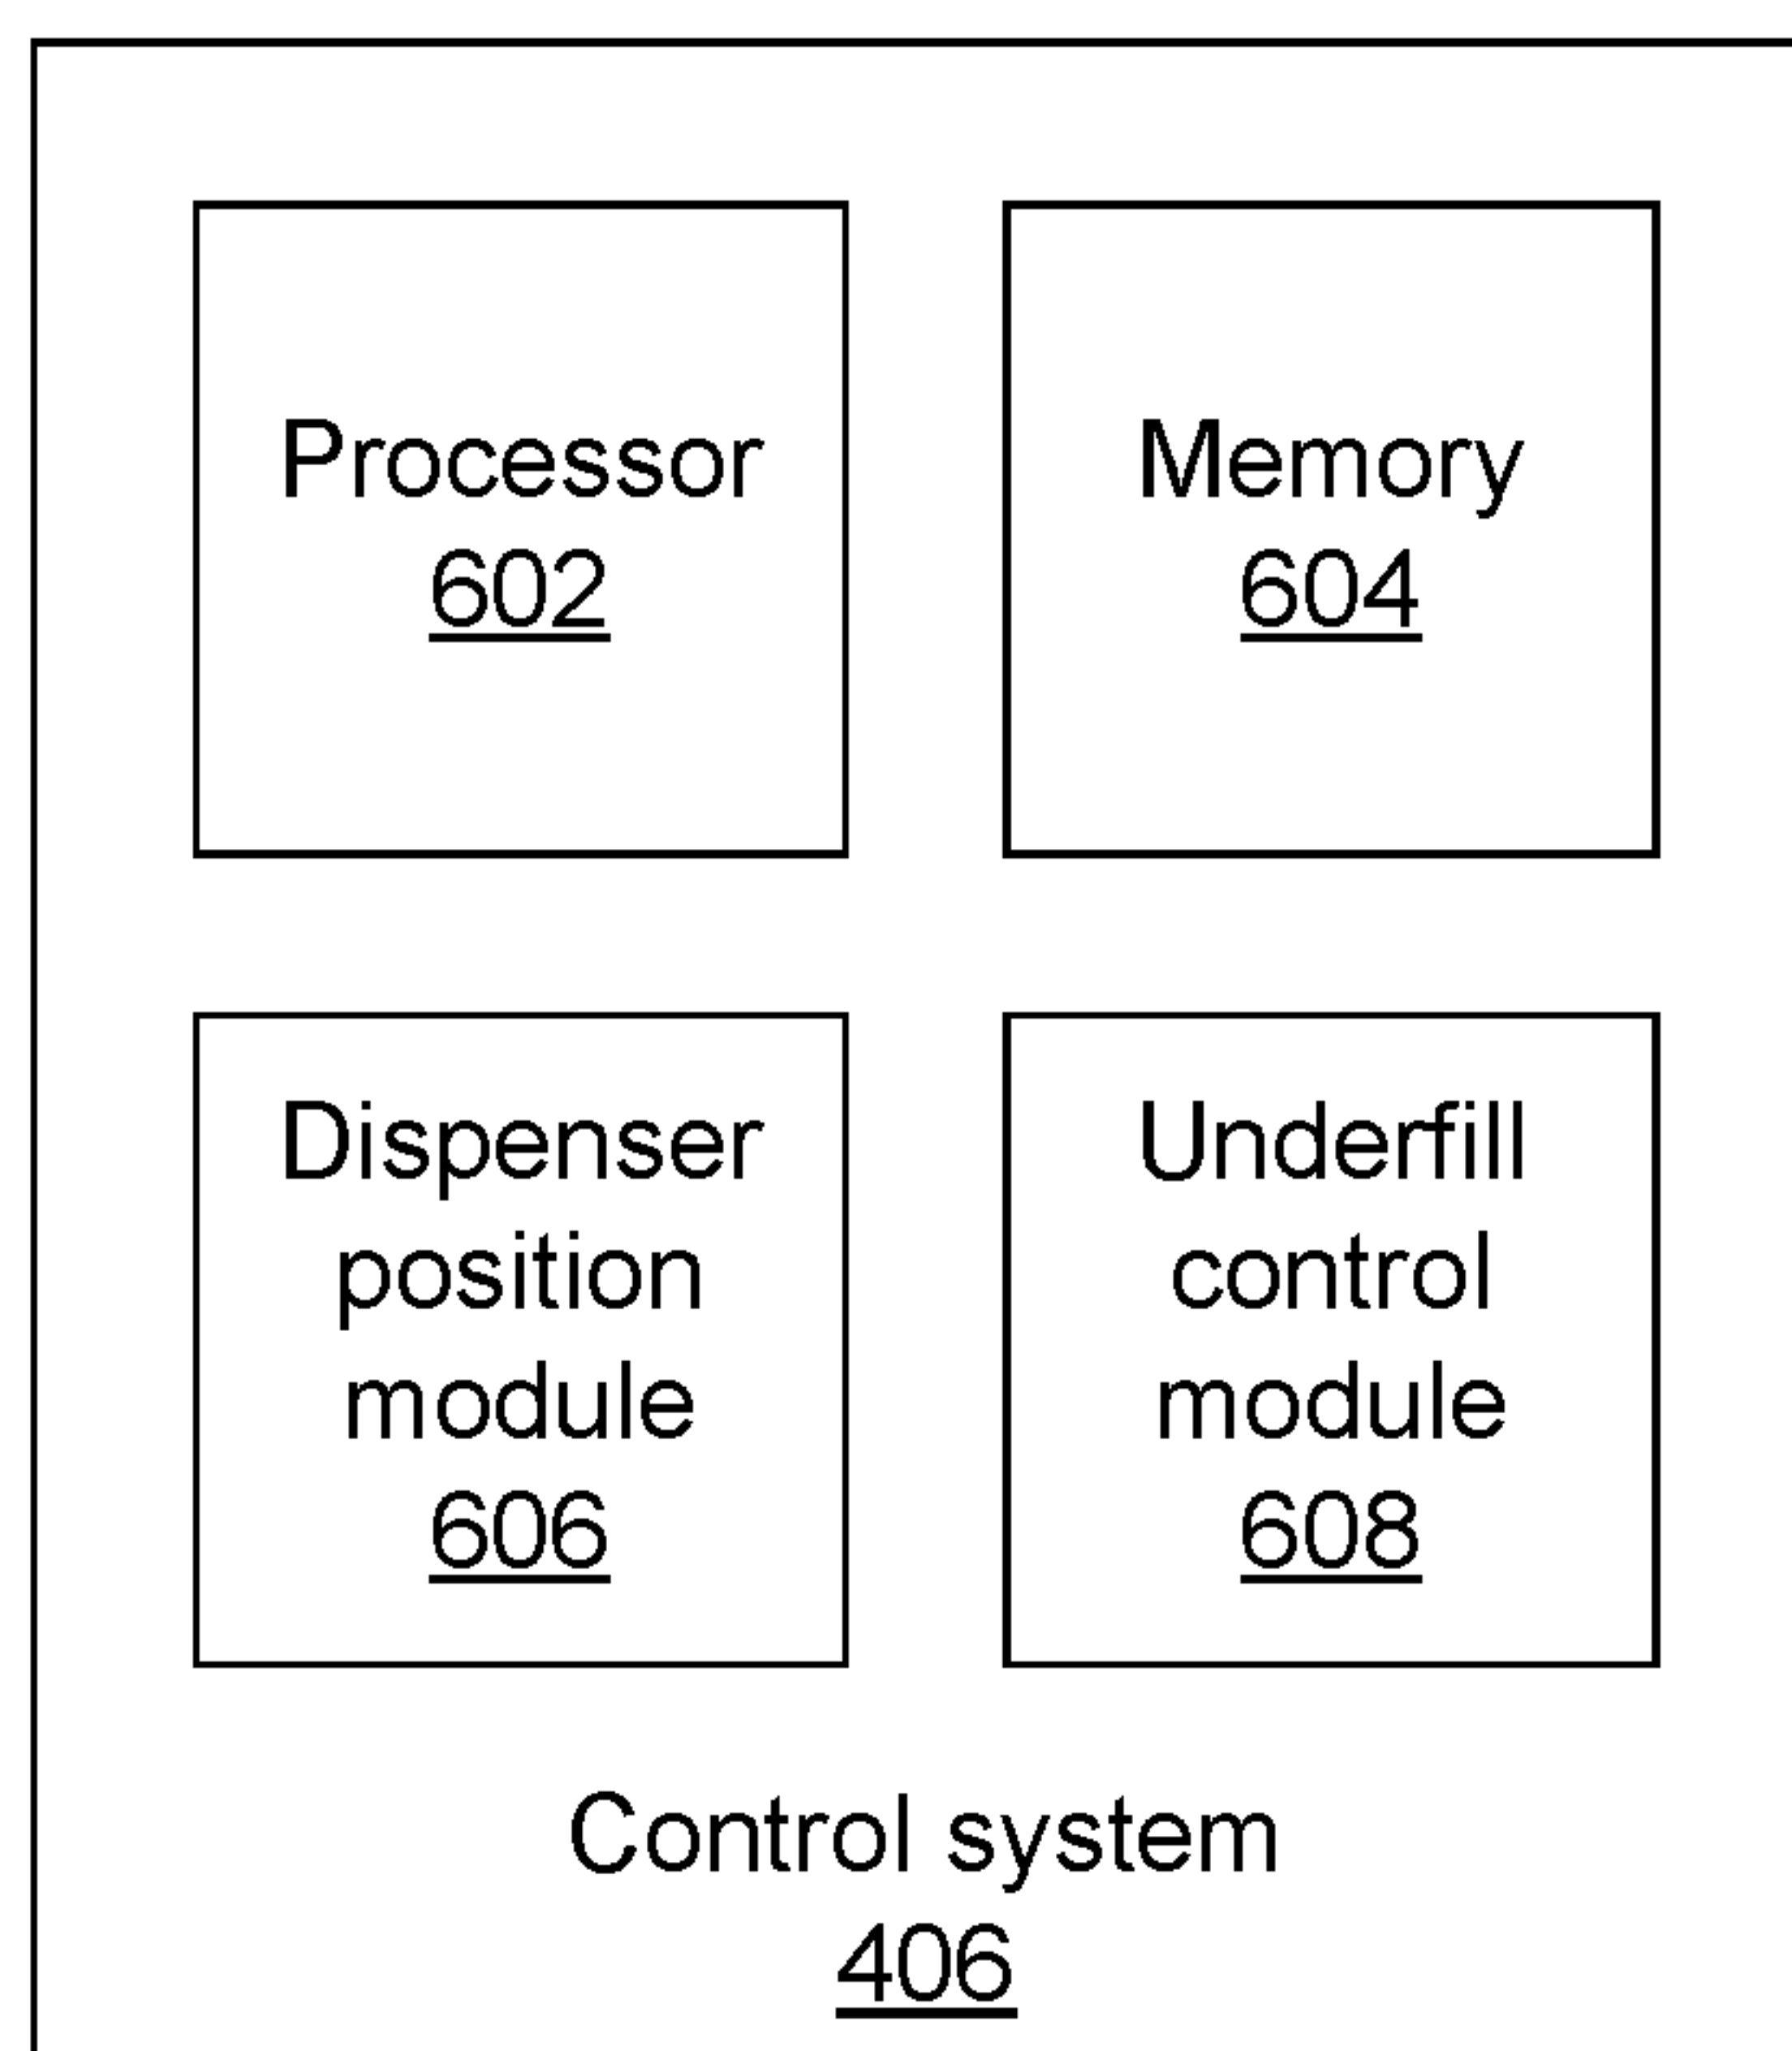 Processor
602
Memory
604
Dispenser
position
module
606
Underfill
control
module
608
Control system
406